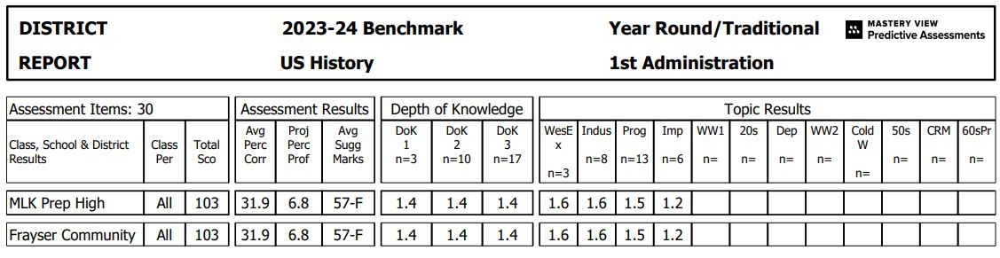 DISTRICT 2023-24 Benchmark Year Round/Traditional MASTERY VIEW
Predictive Assessments
REPORT US History 1st Administration
Assessment Items: 30 Assessment Results Depth of Knowledge Topic Results
Class, School & District Results Class Per Total Sco Avg Perc Corr Proj Perc Prof Avg Sugg Marks DoK 1 n=3 DoK 2 n=10 DoK 3 n=17 WesE x n=3 Indus n=8 Prog n=13 Imp n=6 WW1 n= 20s n= Dep n= WW2 n= Cold W n= 50s n= CRM n= 60sPr n=
MLK Prep High All 103 31.9 6.8 57-F 1.4 1.4 1.4 1.6 1.6 1.5 1.2
Frayser Community All 103 31.9 6.8 57-F 1.4 1.4 1.4 1.6 1.6 1.5 1.2